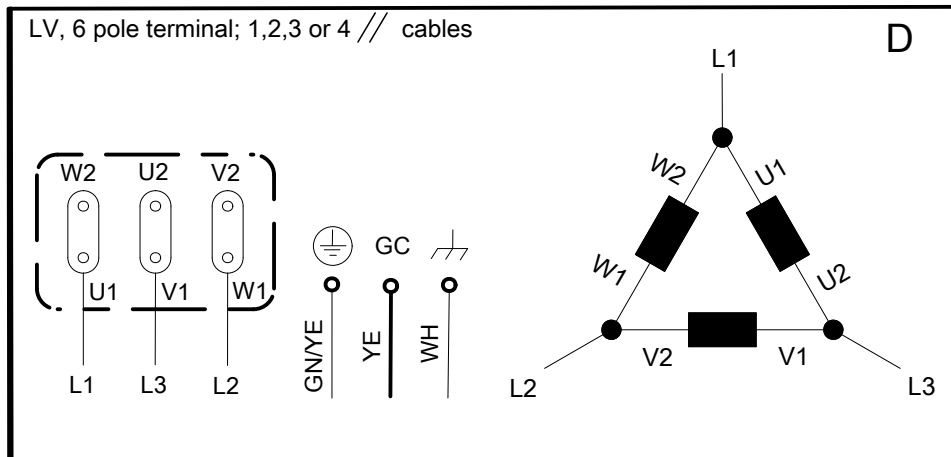 LV, 6 pole terminal; 1,2,3 or 4 // cables
D
W2 U2 V2
U1 V1 W1
L1 L3 L2
GC
GN/YE YE WH
L1
W2 U1
W1 U2
V2 V1
L2 L3